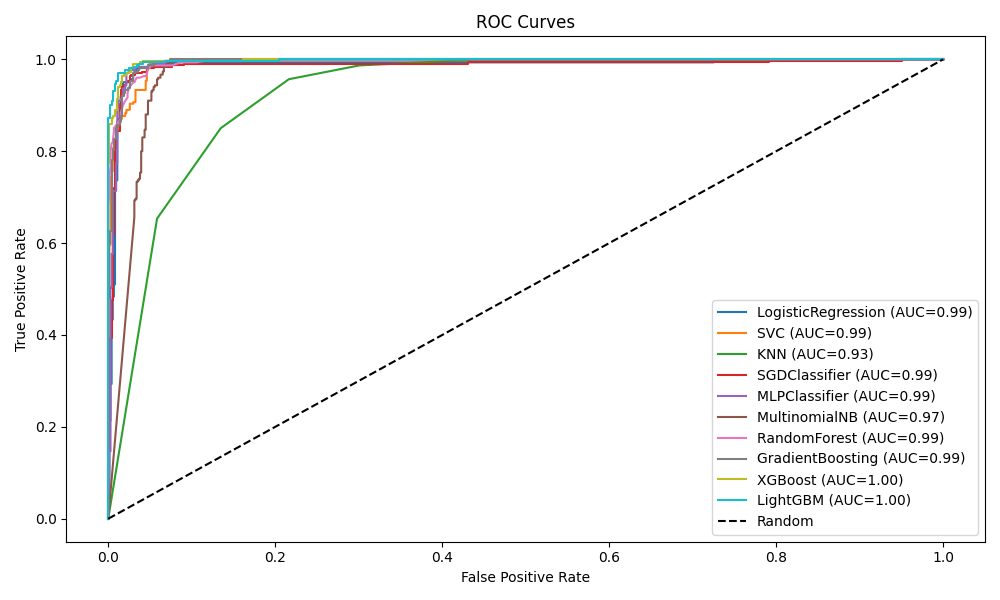 ROC Curves
True Positive Rate
1.0
0.8
0.6
0.4
0.2
0.0
LogisticRegression (AUC=0.99)
SVC (AUC=0.99)
KNN (AUC=0.93)
SGDClassifier (AUC=0.99)
MLPClassifier (AUC=0.99)
MultinomialNB (AUC=0.97)
RandomForest (AUC=0.99)
GradientBoosting (AUC=0.99)
XGBoost (AUC=1.00)
LightGBM (AUC=1.00)
Random
0.0 0.2 0.4 0.6 0.8 1.0
False Positive Rate